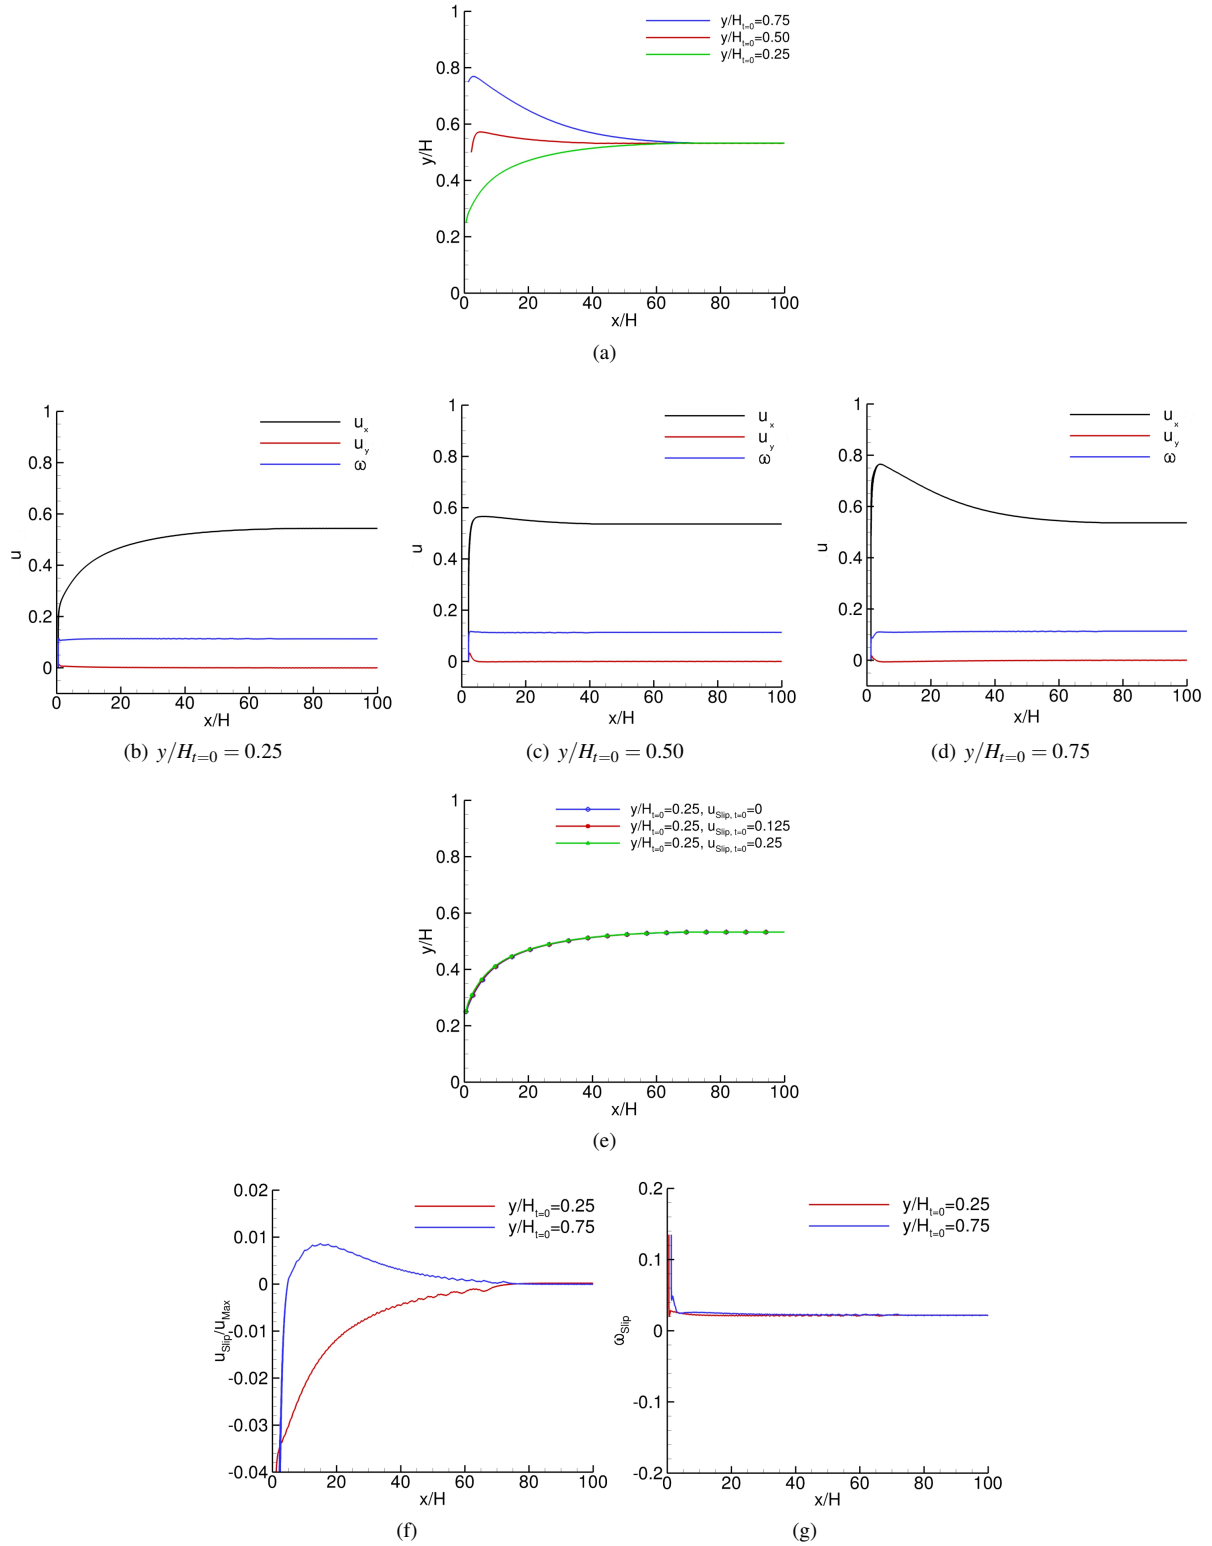 y/H_{t=0}=0.75
y/H_{t=0}=0.50
y/H_{t=0}=0.25
1
0.8
0.6
0.4
0.2
0
y/H
0 20 40 60 80 100
x/H
(a)
u_x
u_y
ω
1
0.8
0.6
0.4
0.2
0
u
0 20 40 60 80 100
x/H
(b) y/H_{t=0} = 0.25
u_x
u_y
ω
1
0.8
0.6
0.4
0.2
0
u
0 20 40 60 80 100
x/H
(c) y/H_{t=0} = 0.50
u_x
u_y
ω
1
0.8
0.6
0.4
0.2
0
u
0 20 40 60 80 100
x/H
(d) y/H_{t=0} = 0.75
y/H_{t=0}=0.25, u_{Slip, t=0}=0
y/H_{t=0}=0.25, u_{Slip, t=0}=0.125
y/H_{t=0}=0.25, u_{Slip, t=0}=0.25
1
0.8
0.6
0.4
0.2
0
y/H
0 20 40 60 80 100
x/H
(e)
y/H_{t=0}=0.25
y/H_{t=0}=0.75
0.02
0.01
0
-0.01
-0.02
-0.03
-0.04
u_{Slip}/u_{Max}
0 20 40 60 80 100
x/H
(f)
y/H_{t=0}=0.25
y/H_{t=0}=0.75
0.2
0.1
0
-0.1
-0.2
ω_{Slip}
0 20 40 60 80 100
x/H
(g)